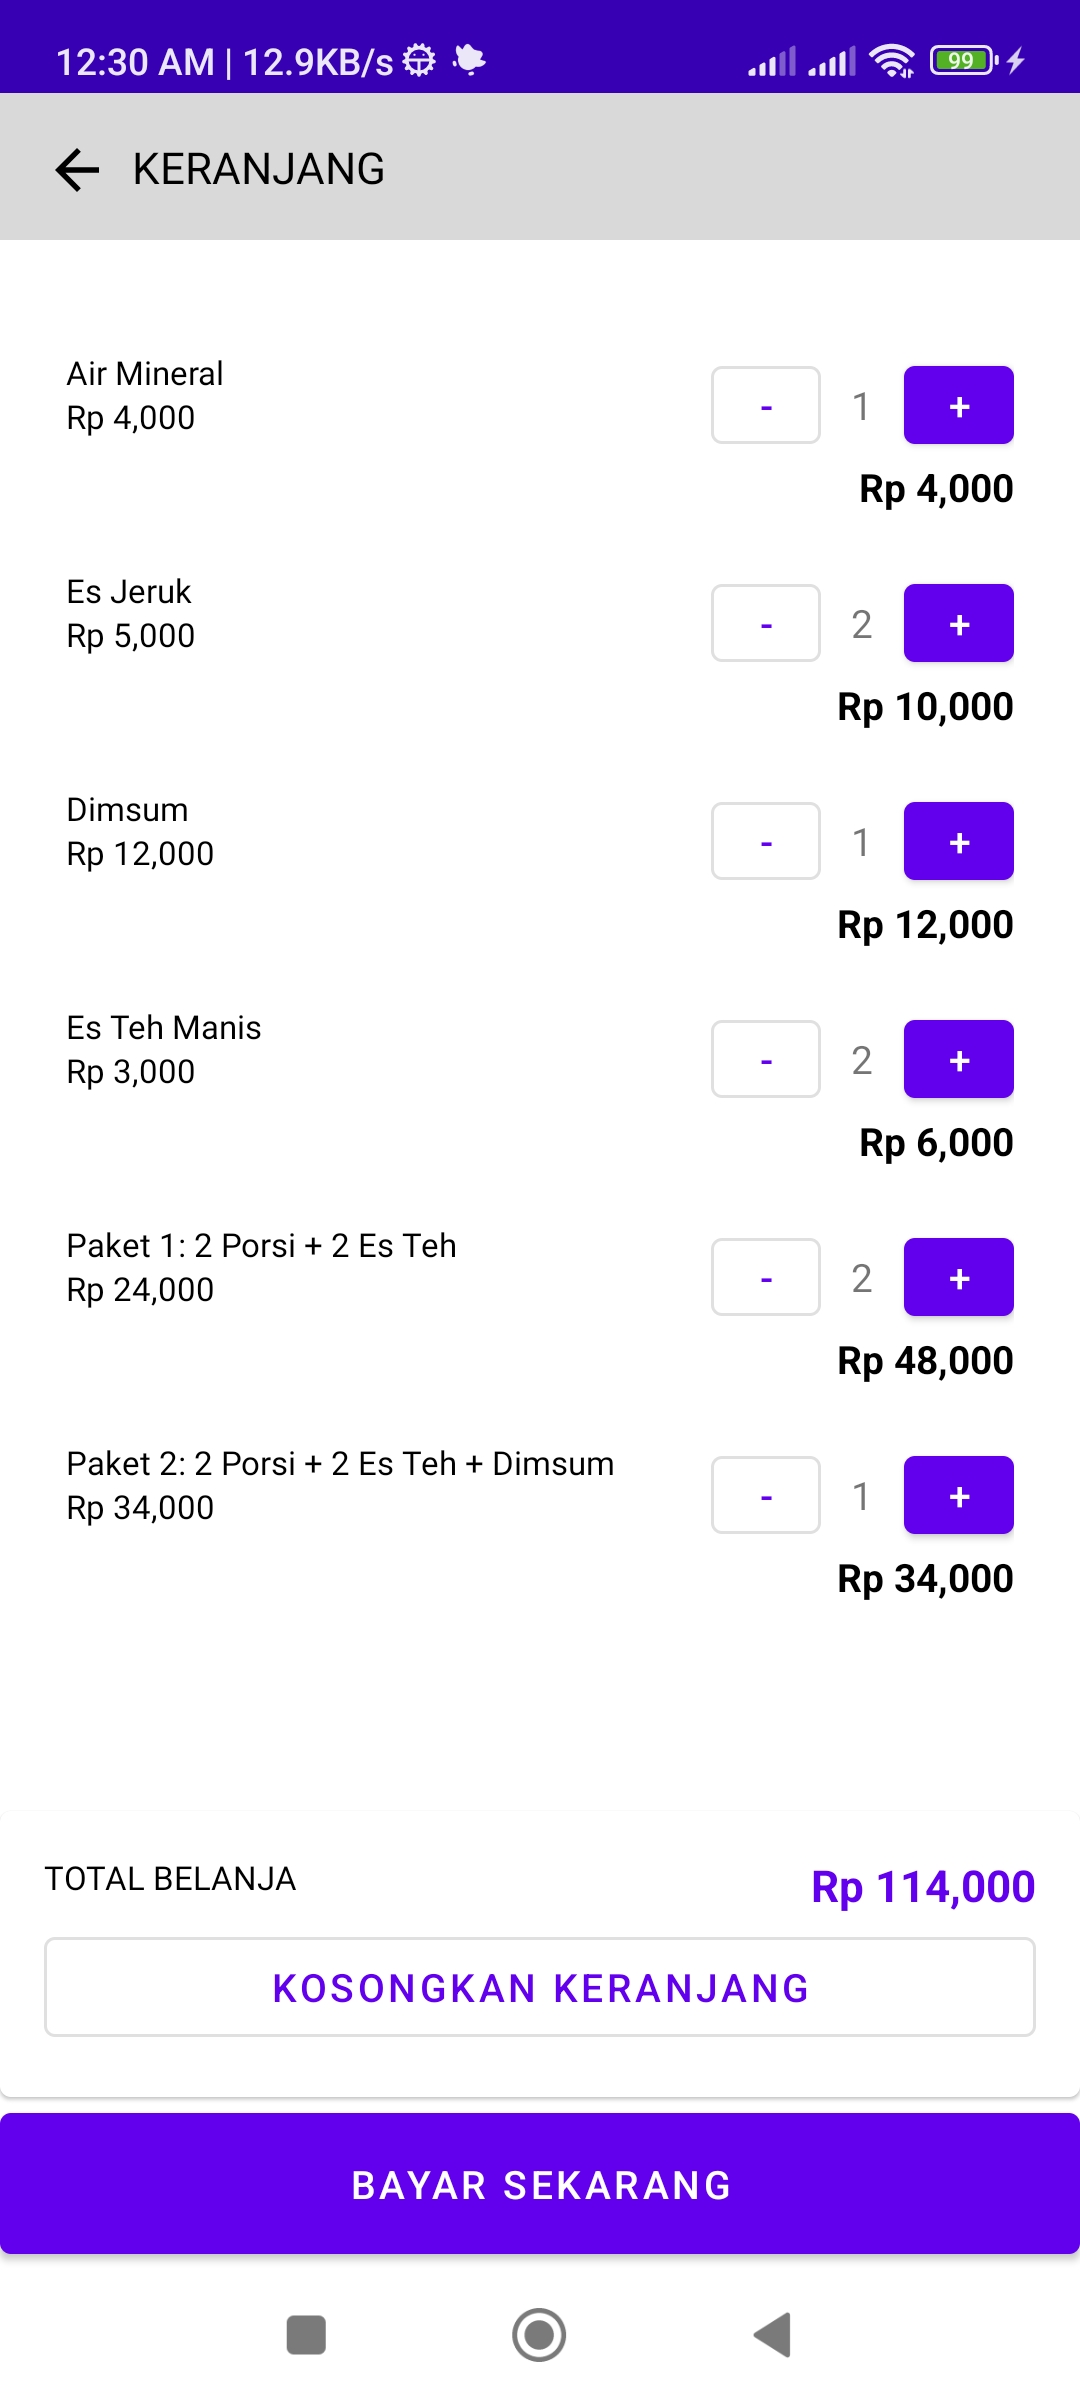 12:30 AM | 12.9KB/s
99
KERANJANG
Air Mineral
Rp 4,000
- 1 +
Rp 4,000
Es Jeruk
Rp 5,000
- 2 +
Rp 10,000
Dimsum
Rp 12,000
- 1 +
Rp 12,000
Es Teh Manis
Rp 3,000
- 2 +
Rp 6,000
Paket 1: 2 Porsi + 2 Es Teh
Rp 24,000
- 2 +
Rp 48,000
Paket 2: 2 Porsi + 2 Es Teh + Dimsum
Rp 34,000
- 1 +
Rp 34,000
TOTAL BELANJA
Rp 114,000
KOSONGKAN KERANJANG
BAYAR SEKARANG